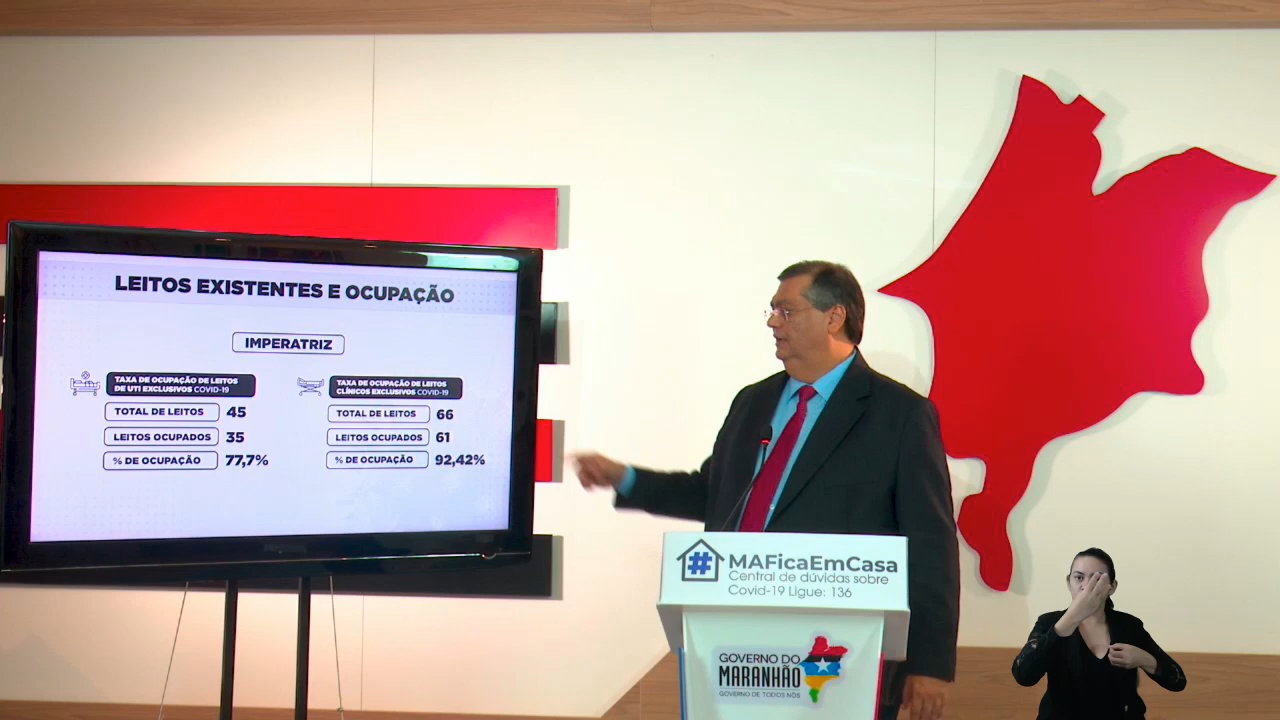 LEITOS EXISTENTES E OCUPAÇÃO
IMPERATRIZ
TAXA DE OCUPAÇÃO DE LEITOS
DE UTI EXCLUSIVOS COVID-19
TOTAL DE LEITOS 45
LEITOS OCUPADOS 35
% DE OCUPAÇÃO 77,7%
TAXA DE OCUPAÇÃO DE LEITOS
CLÍNICOS EXCLUSIVOS COVID-19
TOTAL DE LEITOS 66
LEITOS OCUPADOS 61
% DE OCUPAÇÃO 92,42%
# MAFicaEmCasa
Central de dúvidas sobre
Covid-19 Ligue: 136
GOVERNO DO
MARANHÃO
GOVERNO DE TODOS NÓS